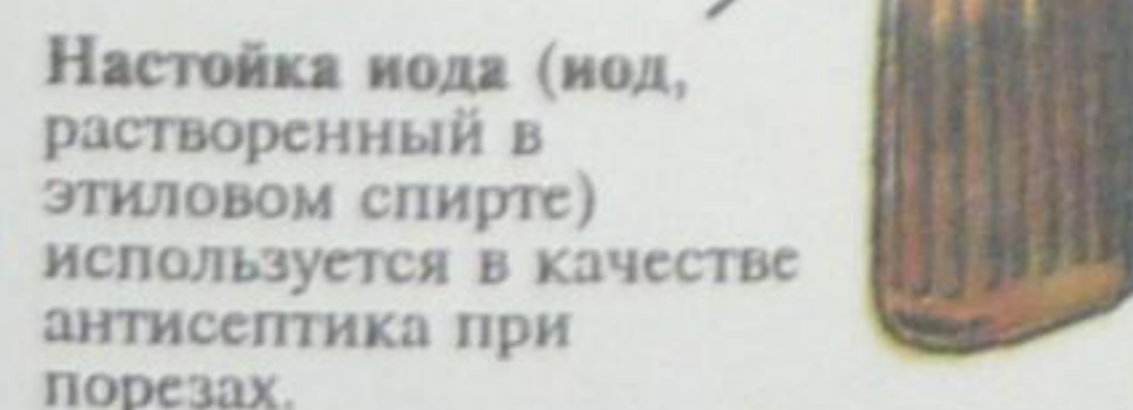 Настойка иода (иод,
растворенный в
этиловом спирте)
используется в качестве
антисептика при
порезах.